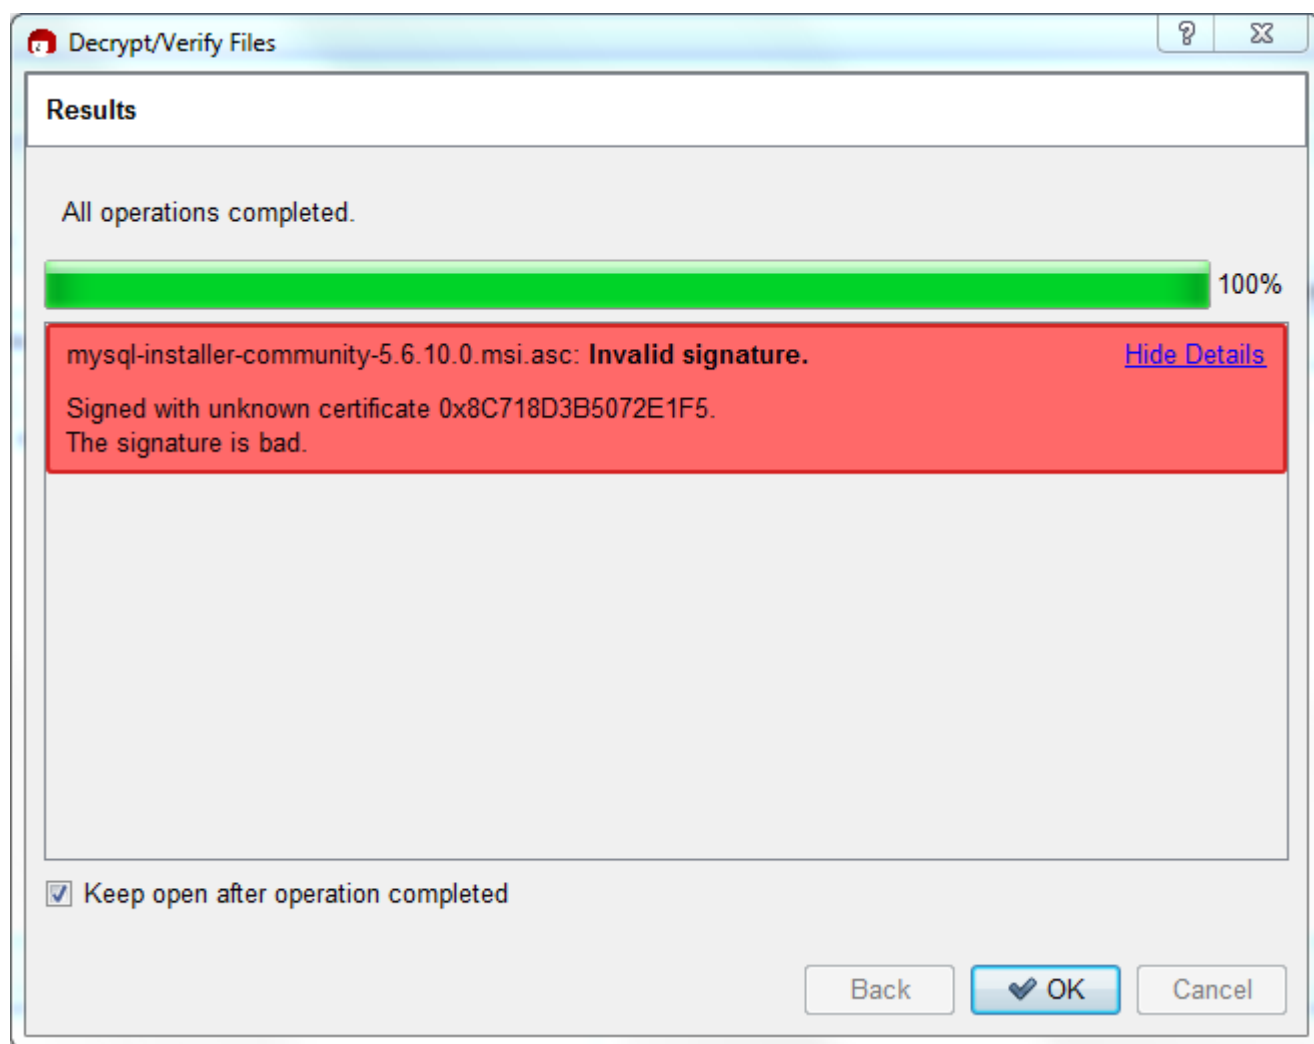 Decrypt/Verify Files
Results
All operations completed.
100%
mysql-installer-community-5.6.10.0.msi.asc: Invalid signature. Hide Details
Signed with unknown certificate 0x8C718D3B5072E1F5.
The signature is bad.
Keep open after operation completed
Back OK Cancel